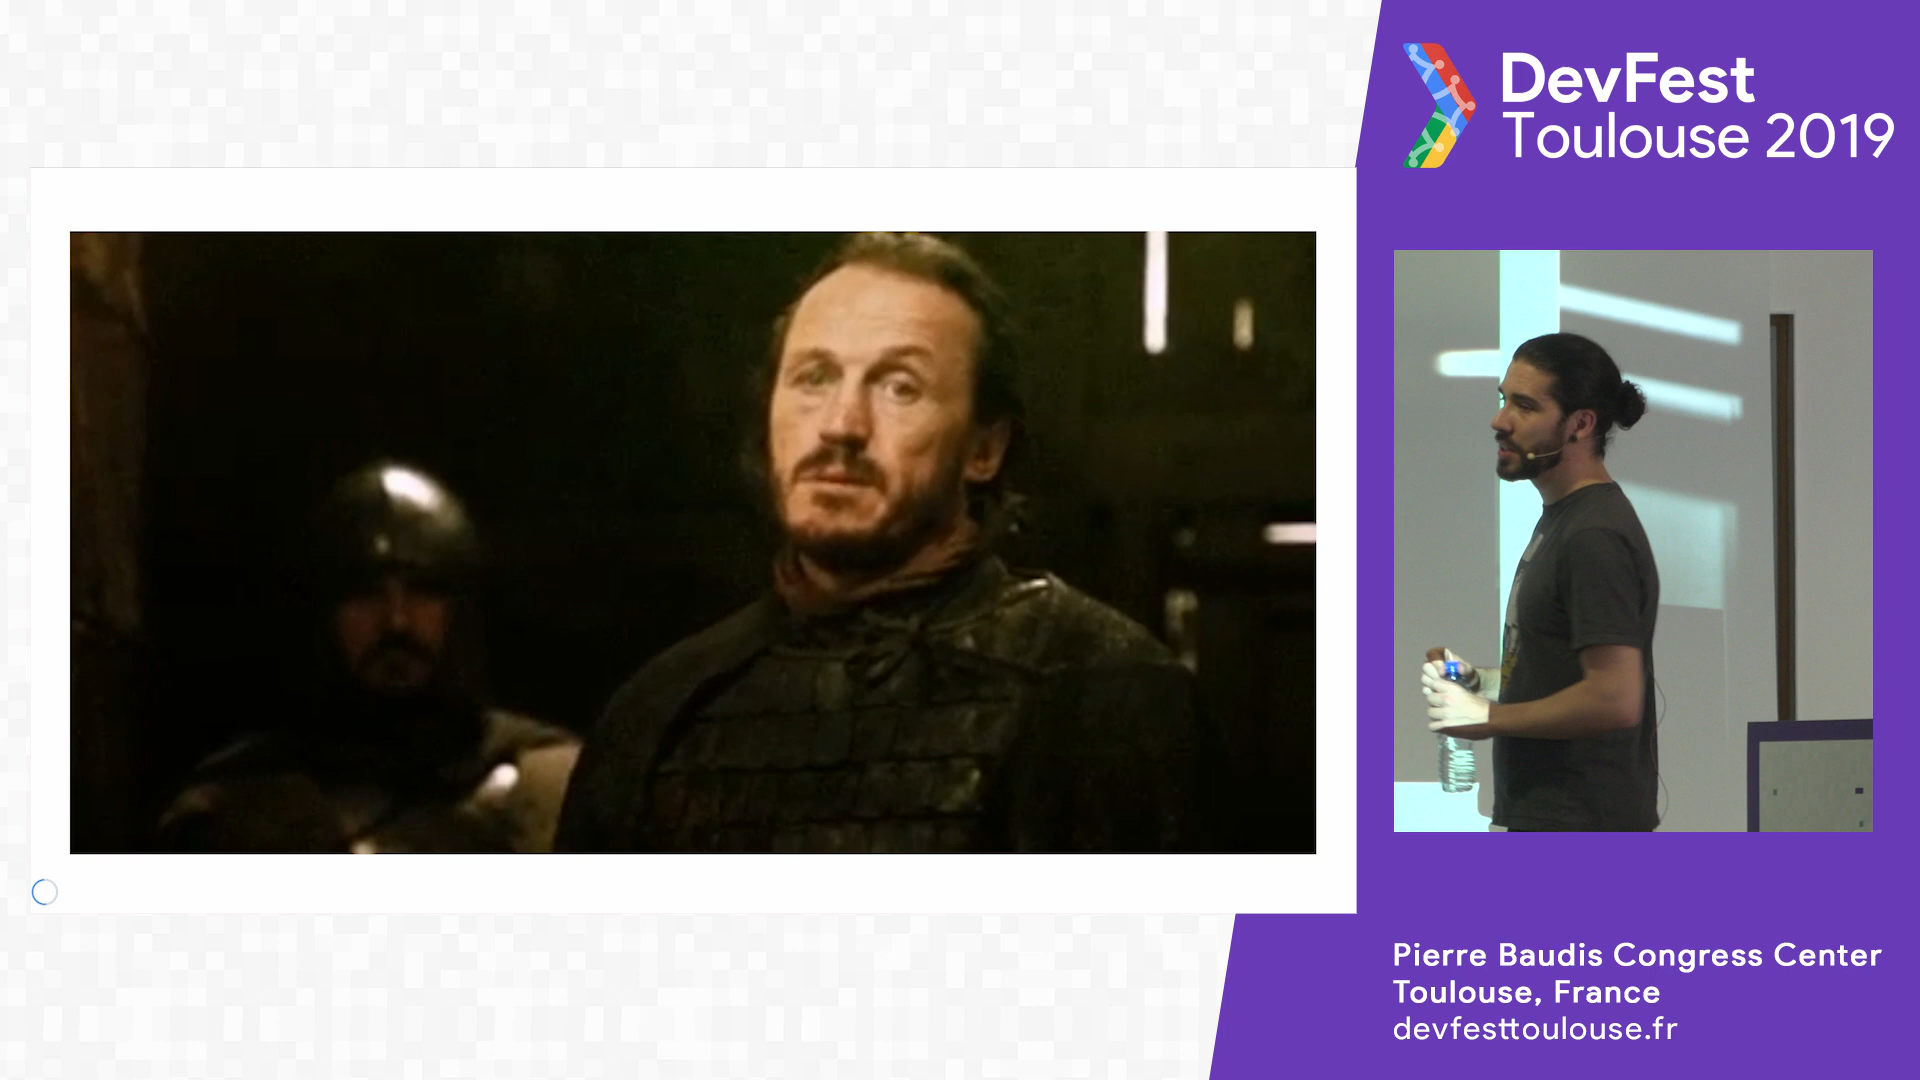 DevFest
Toulouse 2019
Pierre Baudis Congress Center
Toulouse, France
devfesttoulouse.fr